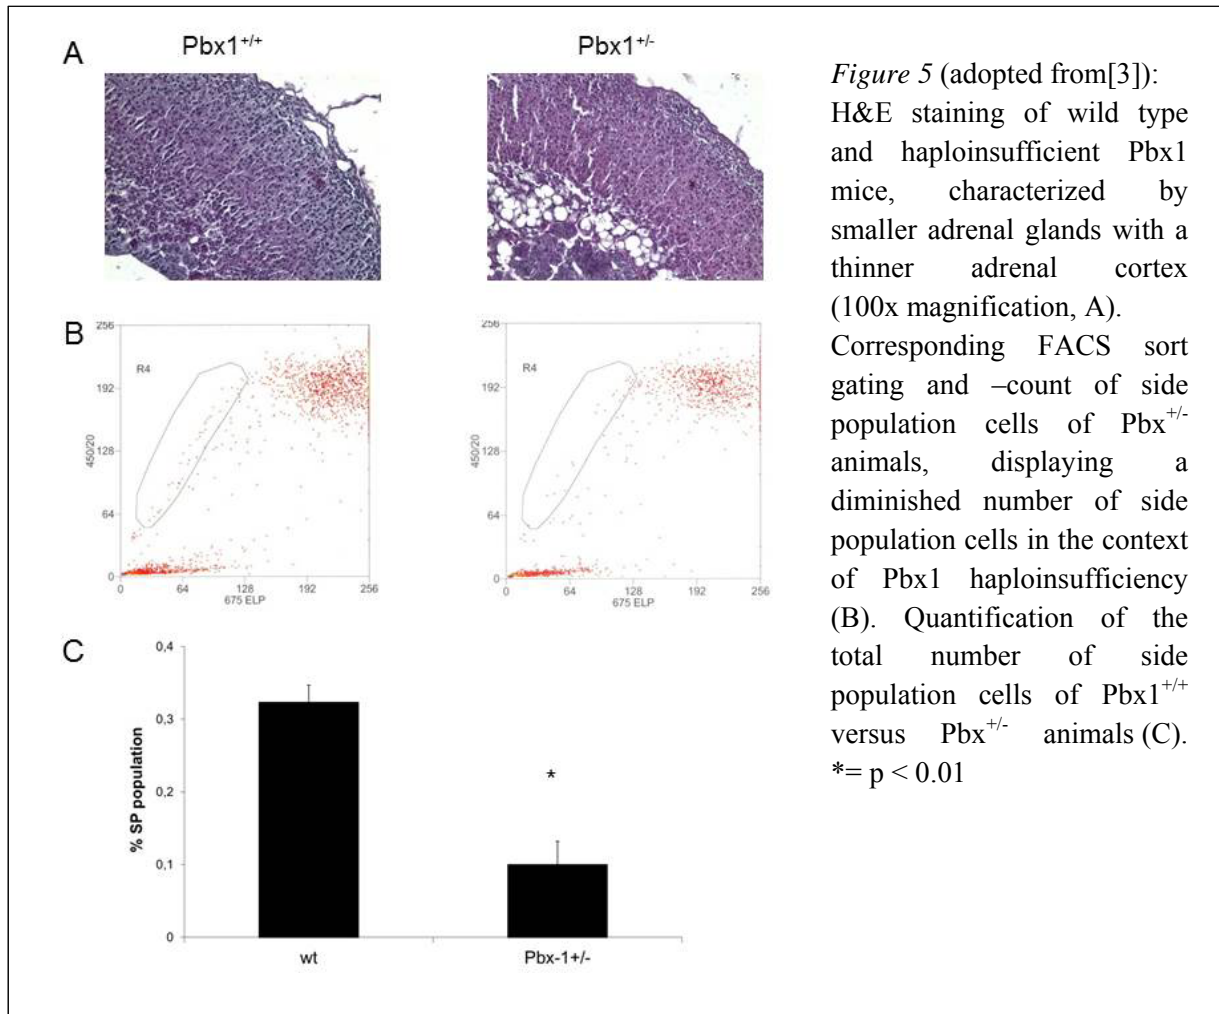 A
Pbx1+/+
Pbx1+/-
B
256
192
128
64
0
450/20
R4
0 64 128 192 256
675 ELP
256
192
128
64
0
R4
0 64 128 192 256
675 ELP
C
0,4
0,3
0,2
0,1
0
% SP population
*
wt
Pbx-1+/-
Figure 5 (adopted from[3]):
H&E staining of wild type
and haploinsufficient Pbx1
mice, characterized by
smaller adrenal glands with a
thinner adrenal cortex
(100x magnification, A).
Corresponding FACS sort
gating and –count of side
population cells of Pbx+/-
animals, displaying a
diminished number of side
population cells in the context
of Pbx1 haploinsufficiency
(B). Quantification of the
total number of side
population cells of Pbx1+/+
versus Pbx+/- animals (C).
*= p < 0.01